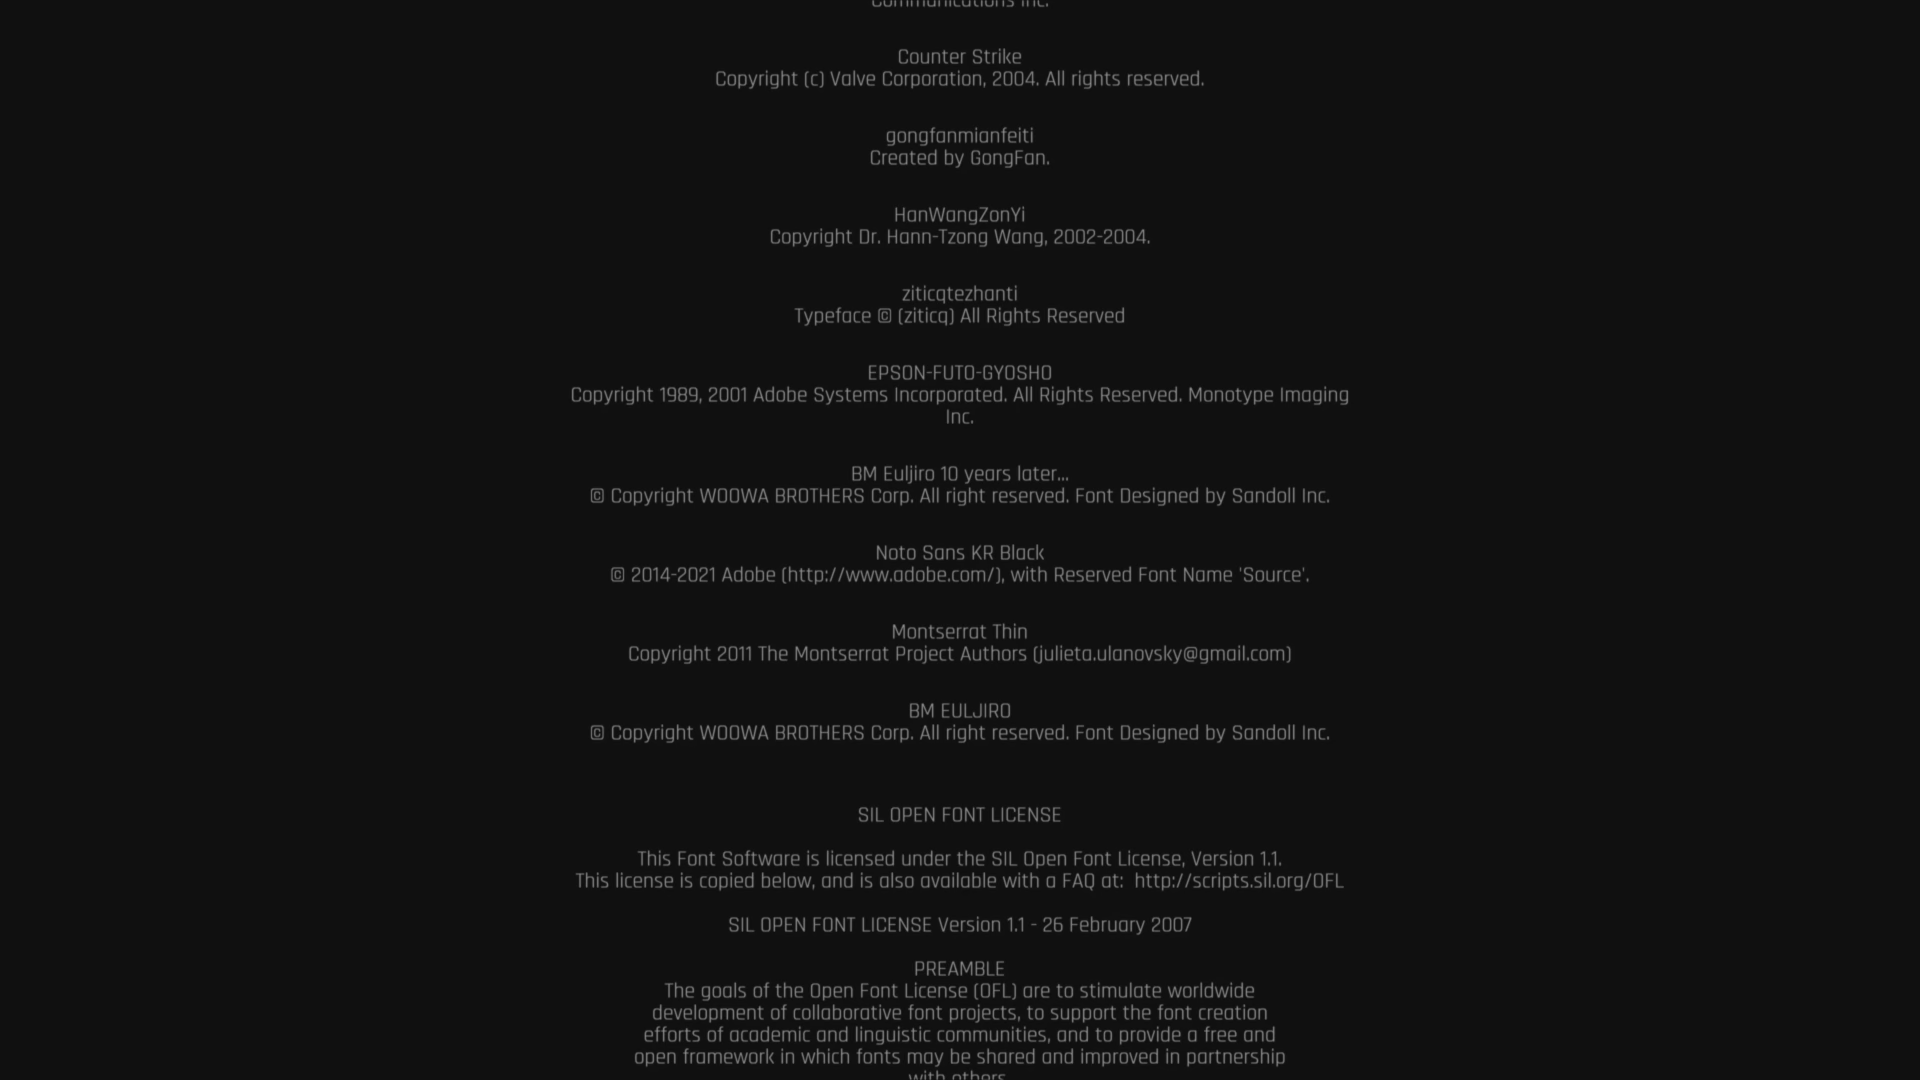 Communications Inc.
Counter Strike
Copyright (c) Valve Corporation, 2004. All rights reserved.
gongfanmianfeiti
Created by GongFan.
HanWangZonYi
Copyright Dr. Hann-Tzong Wang, 2002-2004.
ziticqtezhanti
Typeface © (ziticq) All Rights Reserved
EPSON-FUTO-GYOSHO
Copyright 1989, 2001 Adobe Systems Incorporated. All Rights Reserved. Monotype Imaging
Inc.
BM Euljiro 10 years later...
© Copyright WOOWA BROTHERS Corp. All right reserved. Font Designed by Sandoll Inc.
Noto Sans KR Black
© 2014-2021 Adobe (http://www.adobe.com/), with Reserved Font Name 'Source'.
Montserrat Thin
Copyright 2011 The Montserrat Project Authors (julieta.ulanovsky@gmail.com)
BM EULJIRO
© Copyright WOOWA BROTHERS Corp. All right reserved. Font Designed by Sandoll Inc.
SIL OPEN FONT LICENSE
This Font Software is licensed under the SIL Open Font License, Version 1.1.
This license is copied below, and is also available with a FAQ at:  http://scripts.sil.org/OFL
SIL OPEN FONT LICENSE Version 1.1 - 26 February 2007
PREAMBLE
The goals of the Open Font License (OFL) are to stimulate worldwide
development of collaborative font projects, to support the font creation
efforts of academic and linguistic communities, and to provide a free and
open framework in which fonts may be shared and improved in partnership
with others.